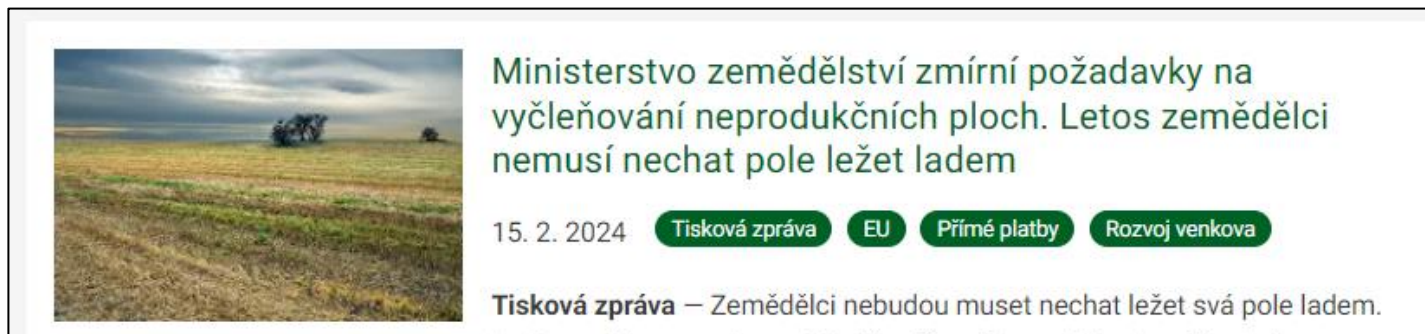 Ministerstvo zemědělství zmírní požadavky na
vyčleňování neprodukčních ploch. Letos zemědělci
nemusí nechat pole ležet ladem
15. 2. 2024 Tisková zpráva EU Přímé platby Rozvoj venkova
Tisková zpráva — Zemědělci nebudou muset nechat ležet svá pole ladem.